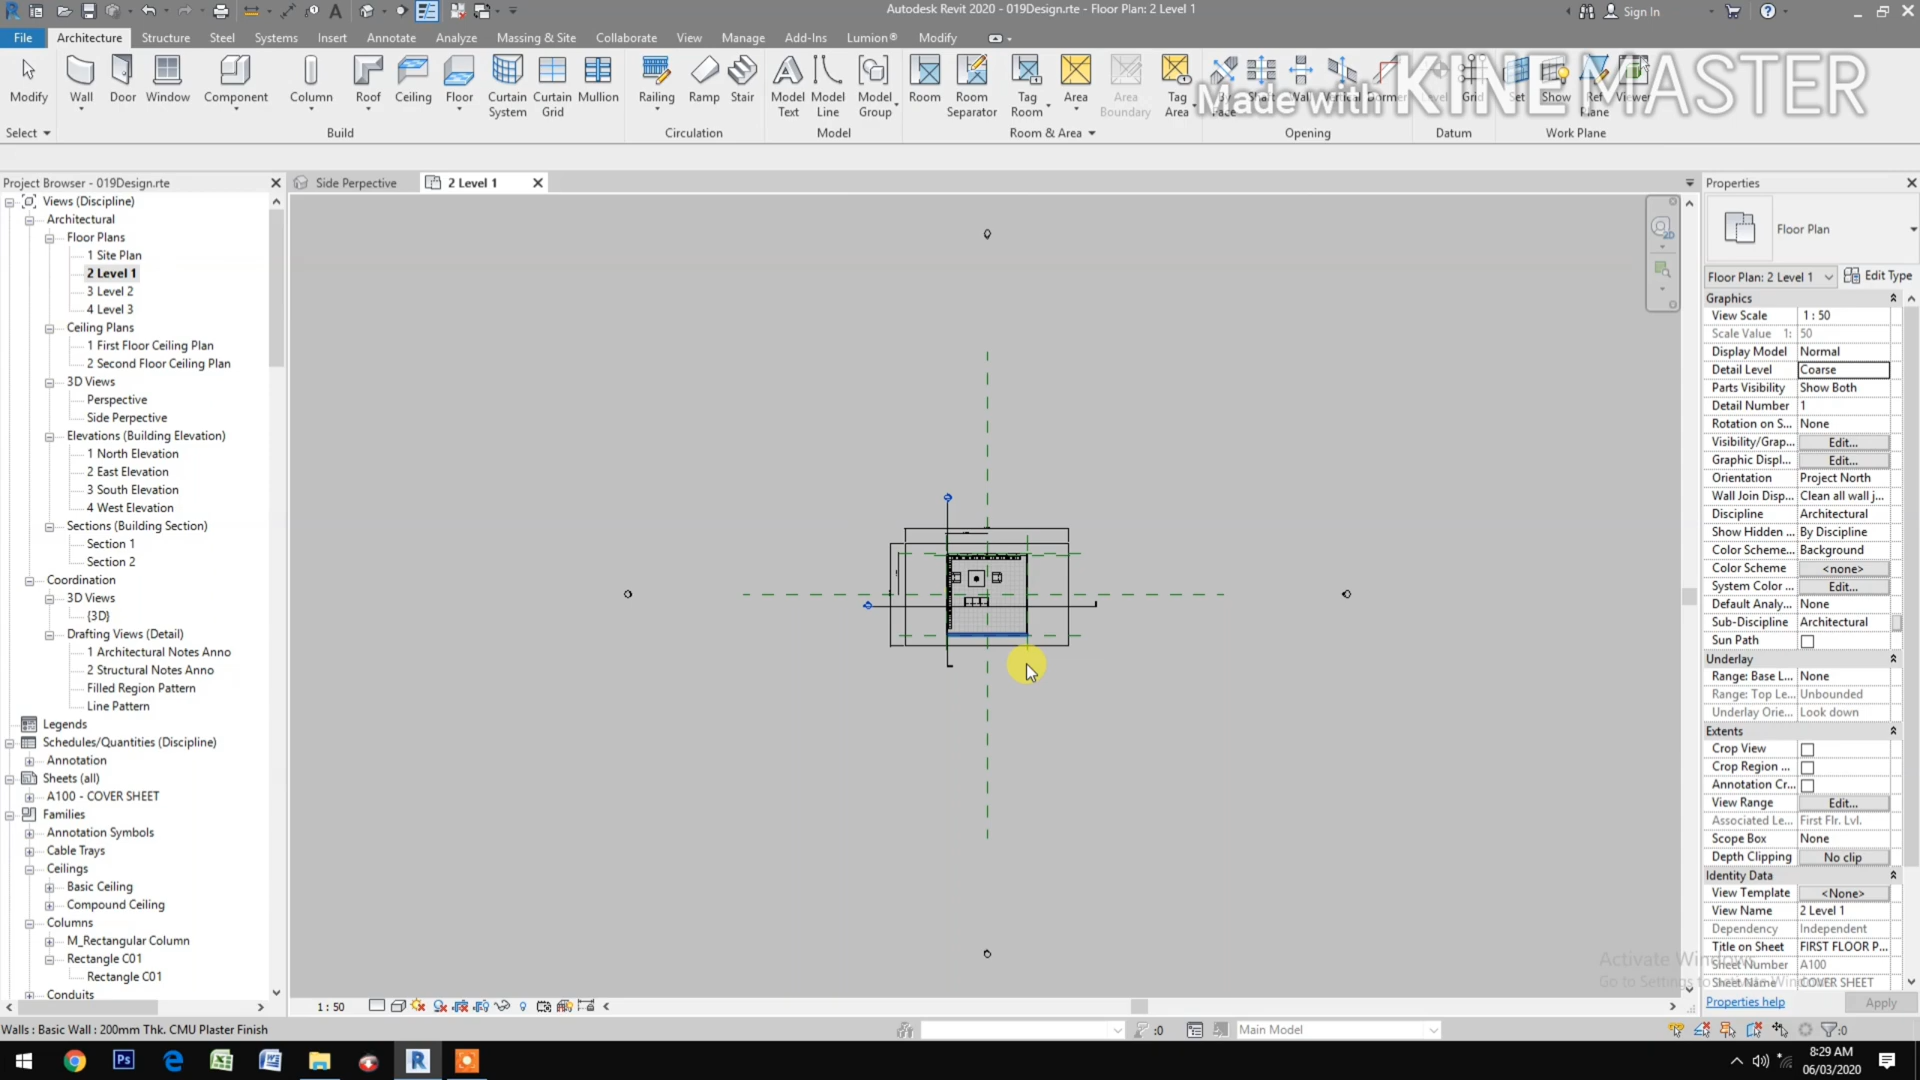 Autodesk Revit 2020 - 019Design.rte - Floor Plan: 2 Level 1
Sign In
File Architecture Structure Steel Systems Insert Annotate Analyze Massing & Site Collaborate View Manage Add-Ins Lumion® Modify
Modify Wall Door Window Component Column Roof Ceiling Floor Curtain System Curtain Grid Mullion Railing Ramp Stair Model Text Model Line Model Group Room Room Separator Tag Room Area Area Boundary Tag Area By Face Shaft Wall Vertical Dormer Level Grid Set Show Ref Plane Viewer
Made with KINEMASTER
Select Build Circulation Model Room & Area Opening Datum Work Plane
Project Browser - 019Design.rte
Views (Discipline)
Architectural
Floor Plans
1 Site Plan
2 Level 1
3 Level 2
4 Level 3
Ceiling Plans
1 First Floor Ceiling Plan
2 Second Floor Ceiling Plan
3D Views
Perspective
Side Perpective
Elevations (Building Elevation)
1 North Elevation
2 East Elevation
3 South Elevation
4 West Elevation
Sections (Building Section)
Section 1
Section 2
Coordination
3D Views
{3D}
Drafting Views (Detail)
1 Architectural Notes Anno
2 Structural Notes Anno
Filled Region Pattern
Line Pattern
Legends
Schedules/Quantities (Discipline)
Annotation
Sheets (all)
A100 - COVER SHEET
Families
Annotation Symbols
Cable Trays
Ceilings
Basic Ceiling
Compound Ceiling
Columns
M_Rectangular Column
Rectangle C01
Rectangle C01
Conduits
Side Perpective
2 Level 1
2D
Properties
Floor Plan
Floor Plan: 2 Level 1 Edit Type
Graphics
View Scale 1 : 50
Scale Value 1: 50
Display Model Normal
Detail Level Coarse
Parts Visibility Show Both
Detail Number 1
Rotation on S... None
Visibility/Grap... Edit...
Graphic Displ... Edit...
Orientation Project North
Wall Join Disp... Clean all wall j...
Discipline Architectural
Show Hidden ... By Discipline
Color Scheme... Background
Color Scheme <none>
System Color ... Edit...
Default Analy... None
Sub-Discipline Architectural
Sun Path
Underlay
Range: Base L... None
Range: Top Le... Unbounded
Underlay Orie... Look down
Extents
Crop View
Crop Region ...
Annotation Cr...
View Range Edit...
Associated Le... First Flr. Lvl.
Scope Box None
Depth Clipping No clip
Identity Data
View Template <None>
View Name 2 Level 1
Dependency Independent
Title on Sheet FIRST FLOOR P...
Sheet Number A100
Sheet Name COVER SHEET
Activate Windows
Go to Settings to activate Windows.
Properties help Apply
1 : 50
Walls : Basic Wall : 200mm Thk. CMU Plaster Finish
:0
Main Model
:0
8:29 AM
06/03/2020